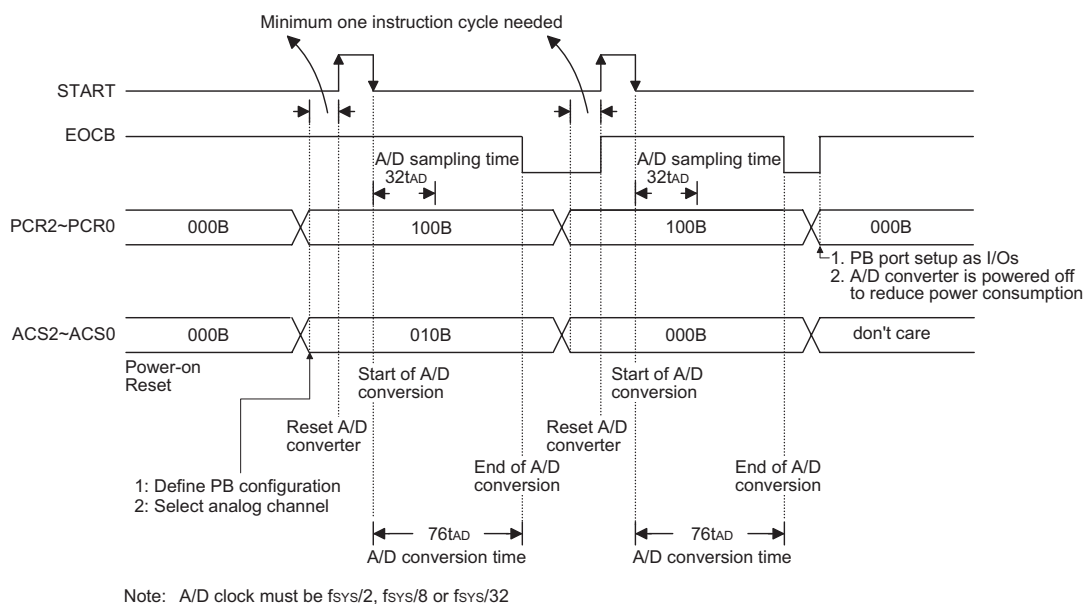 Minimum one instruction cycle needed
START
EOCB
A/D sampling time
32tAD
A/D sampling time
32tAD
PCR2~PCR0
000B
100B
100B
000B
1. PB port setup as I/Os
2. A/D converter is powered off
to reduce power consumption
ACS2~ACS0
000B
010B
000B
don't care
Power-on
Reset
Start of A/D
conversion
Start of A/D
conversion
Reset A/D
converter
Reset A/D
converter
1: Define PB configuration
2: Select analog channel
End of A/D
conversion
End of A/D
conversion
76tAD
A/D conversion time
76tAD
A/D conversion time
Note: A/D clock must be fSYS/2, fSYS/8 or fSYS/32